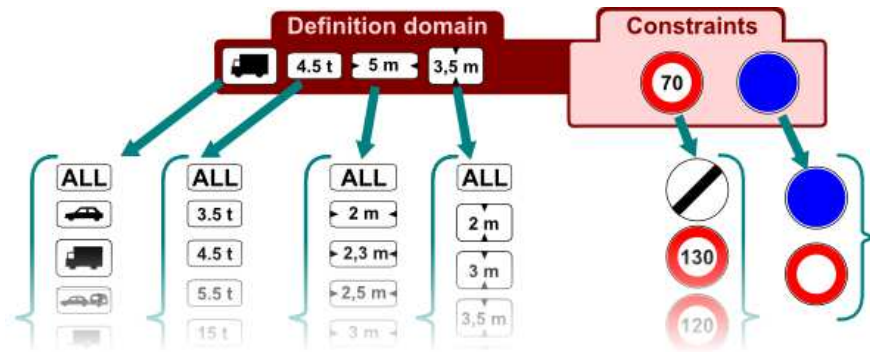 Definition domain
Constraints
4.5 t
5 m
3,5 m
70
ALL
ALL
ALL
ALL
3.5 t
2 m
2 m
4.5 t
2,3 m
3 m
130
5.5 t
2,5 m
3,5 m
15 t
3 m
120